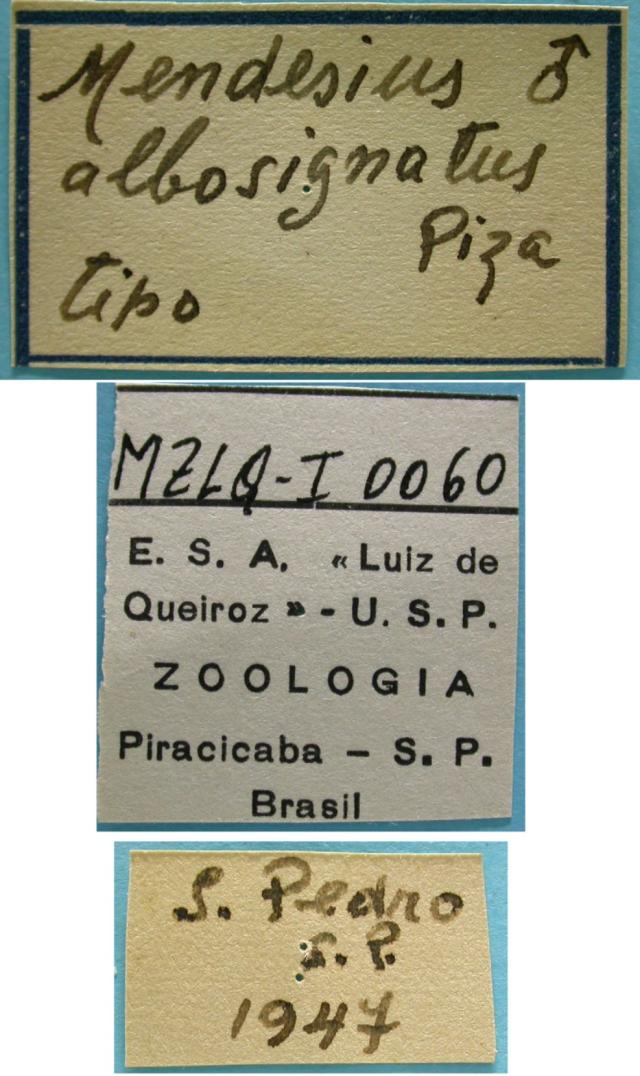 Mendesius ♂
albosignatus
Piza
tipo
MZLQ-I 0060
E. S. A. «Luiz de
Queiroz» - U. S. P.
ZOOLOGIA
Piracicaba – S. P.
Brasil
S. Pedro
S. P.
1947